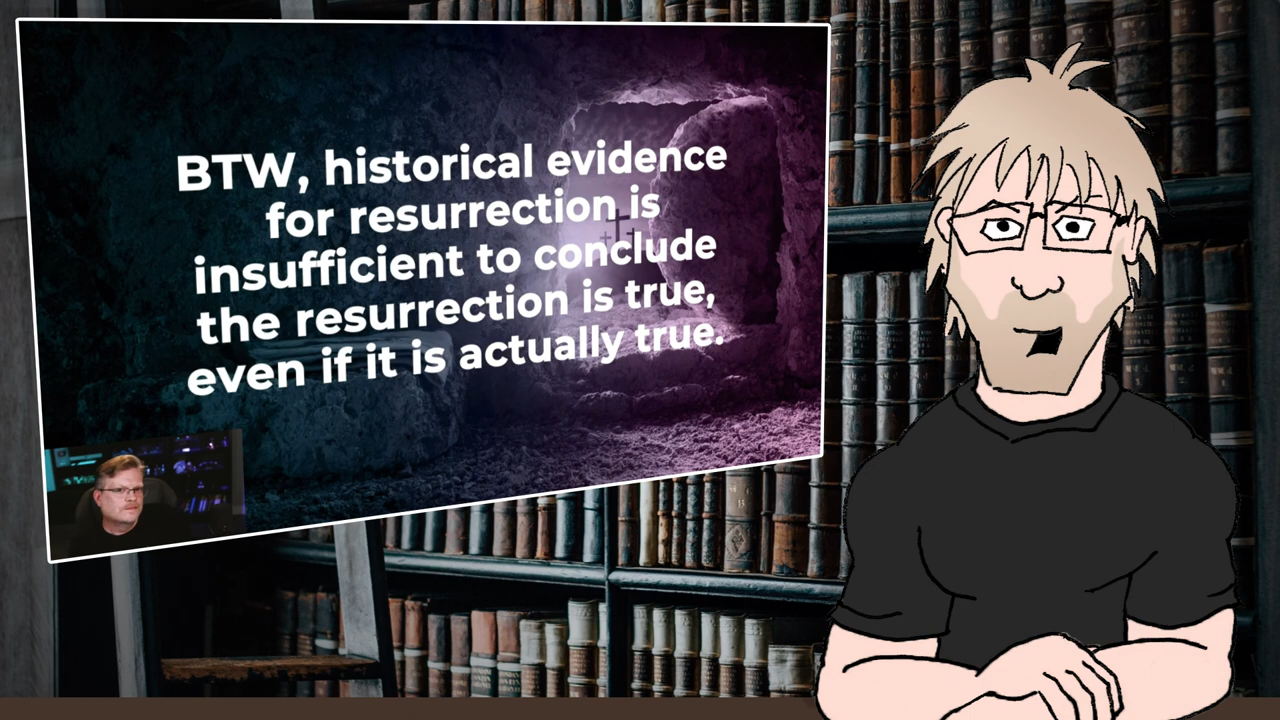 BTW, historical evidence
for resurrection is
insufficient to conclude
the resurrection is true,
even if it is actually true.